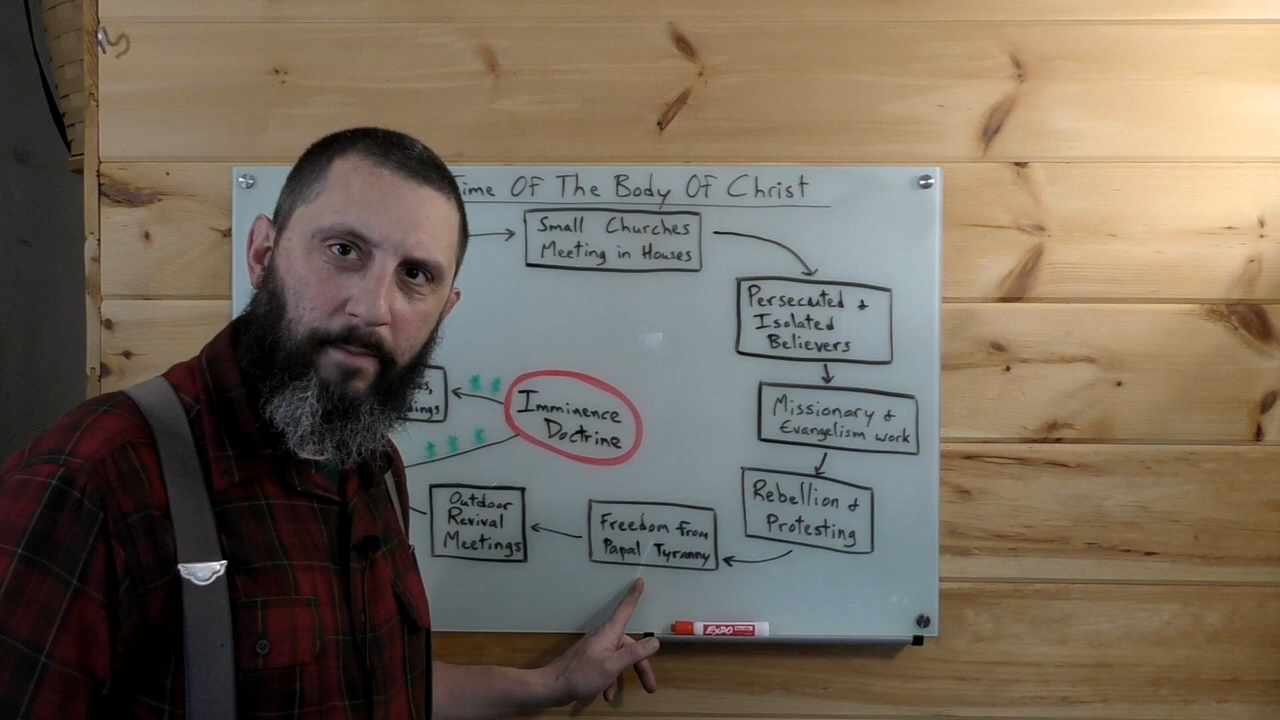 Time Of The Body Of Christ
Small Churches
Meeting in Houses
Persecuted &
Isolated
Believers
Missionary &
Evangelism work
Rebellion &
Protesting
Freedom from
Papal Tyranny
Outdoor
Revival
Meetings
Imminence
Doctrine
$ $
$ $ $
EXPO